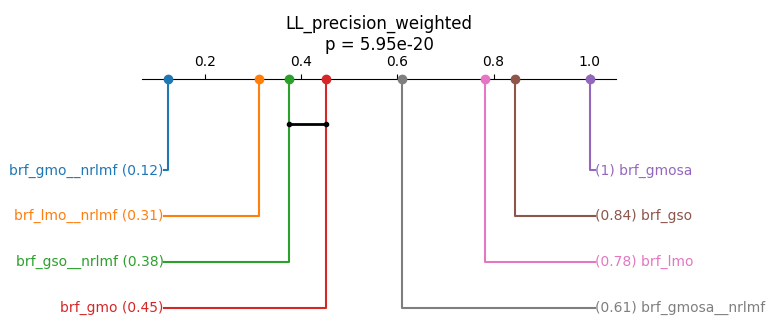 LL_precision_weighted
p = 5.95e-20
0.2 0.4 0.6 0.8 1.0
brf_gmo__nrlmf (0.12) (1) brf_gmosa
brf_lmo__nrlmf (0.31) (0.84) brf_gso
brf_gso__nrlmf (0.38) (0.78) brf_lmo
brf_gmo (0.45) (0.61) brf_gmosa__nrlmf